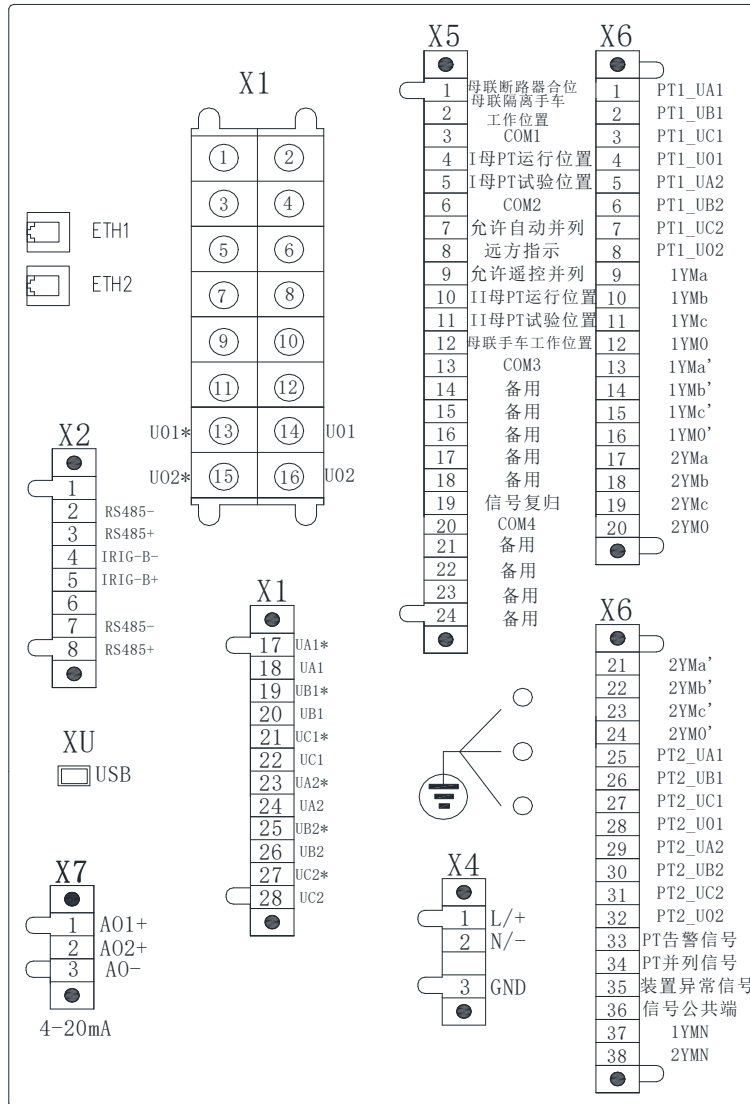 X1
1
2
3
4
5
6
7
8
9
10
11
12
U01* 13 14 U01
U02* 15 16 U02
ETH1
ETH2
X2
1
2 RS485-
3 RS485+
4 IRIG-B-
5 IRIG-B+
6
7 RS485-
8 RS485+
XU
USB
X7
1 AO1+
2 AO2+
3 AO-
4-20mA
X1
17 UA1*
18 UA1
19 UB1*
20 UB1
21 UC1*
22 UC1
23 UA2*
24 UA2
25 UB2*
26 UB2
27 UC2*
28 UC2
X5
1 母联断路器合位
母联隔离手车
2 工作位置
3 COM1
4 I母PT运行位置
5 I母PT试验位置
6 COM2
7 允许自动并列
8 远方指示
9 允许遥控并列
10 II母PT运行位置
11 II母PT试验位置
12 母联手车工作位置
13 COM3
14 备用
15 备用
16 备用
17 备用
18 备用
19 信号复归
20 COM4
21 备用
22 备用
23 备用
24 备用
X4
1 L/+
2 N/-
3 GND
X6
1 PT1_UA1
2 PT1_UB1
3 PT1_UC1
4 PT1_U01
5 PT1_UA2
6 PT1_UB2
7 PT1_UC2
8 PT1_U02
9 1YMa
10 1YMb
11 1YMc
12 1YM0
13 1YMa’
14 1YMb’
15 1YMc’
16 1YM0’
17 2YMa
18 2YMb
19 2YMc
20 2YM0
X6
21 2YMa’
22 2YMb’
23 2YMc’
24 2YM0’
25 PT2_UA1
26 PT2_UB1
27 PT2_UC1
28 PT2_U01
29 PT2_UA2
30 PT2_UB2
31 PT2_UC2
32 PT2_U02
33 PT告警信号
34 PT并列信号
35 装置异常信号
36 信号公共端
37 1YMN
38 2YMN